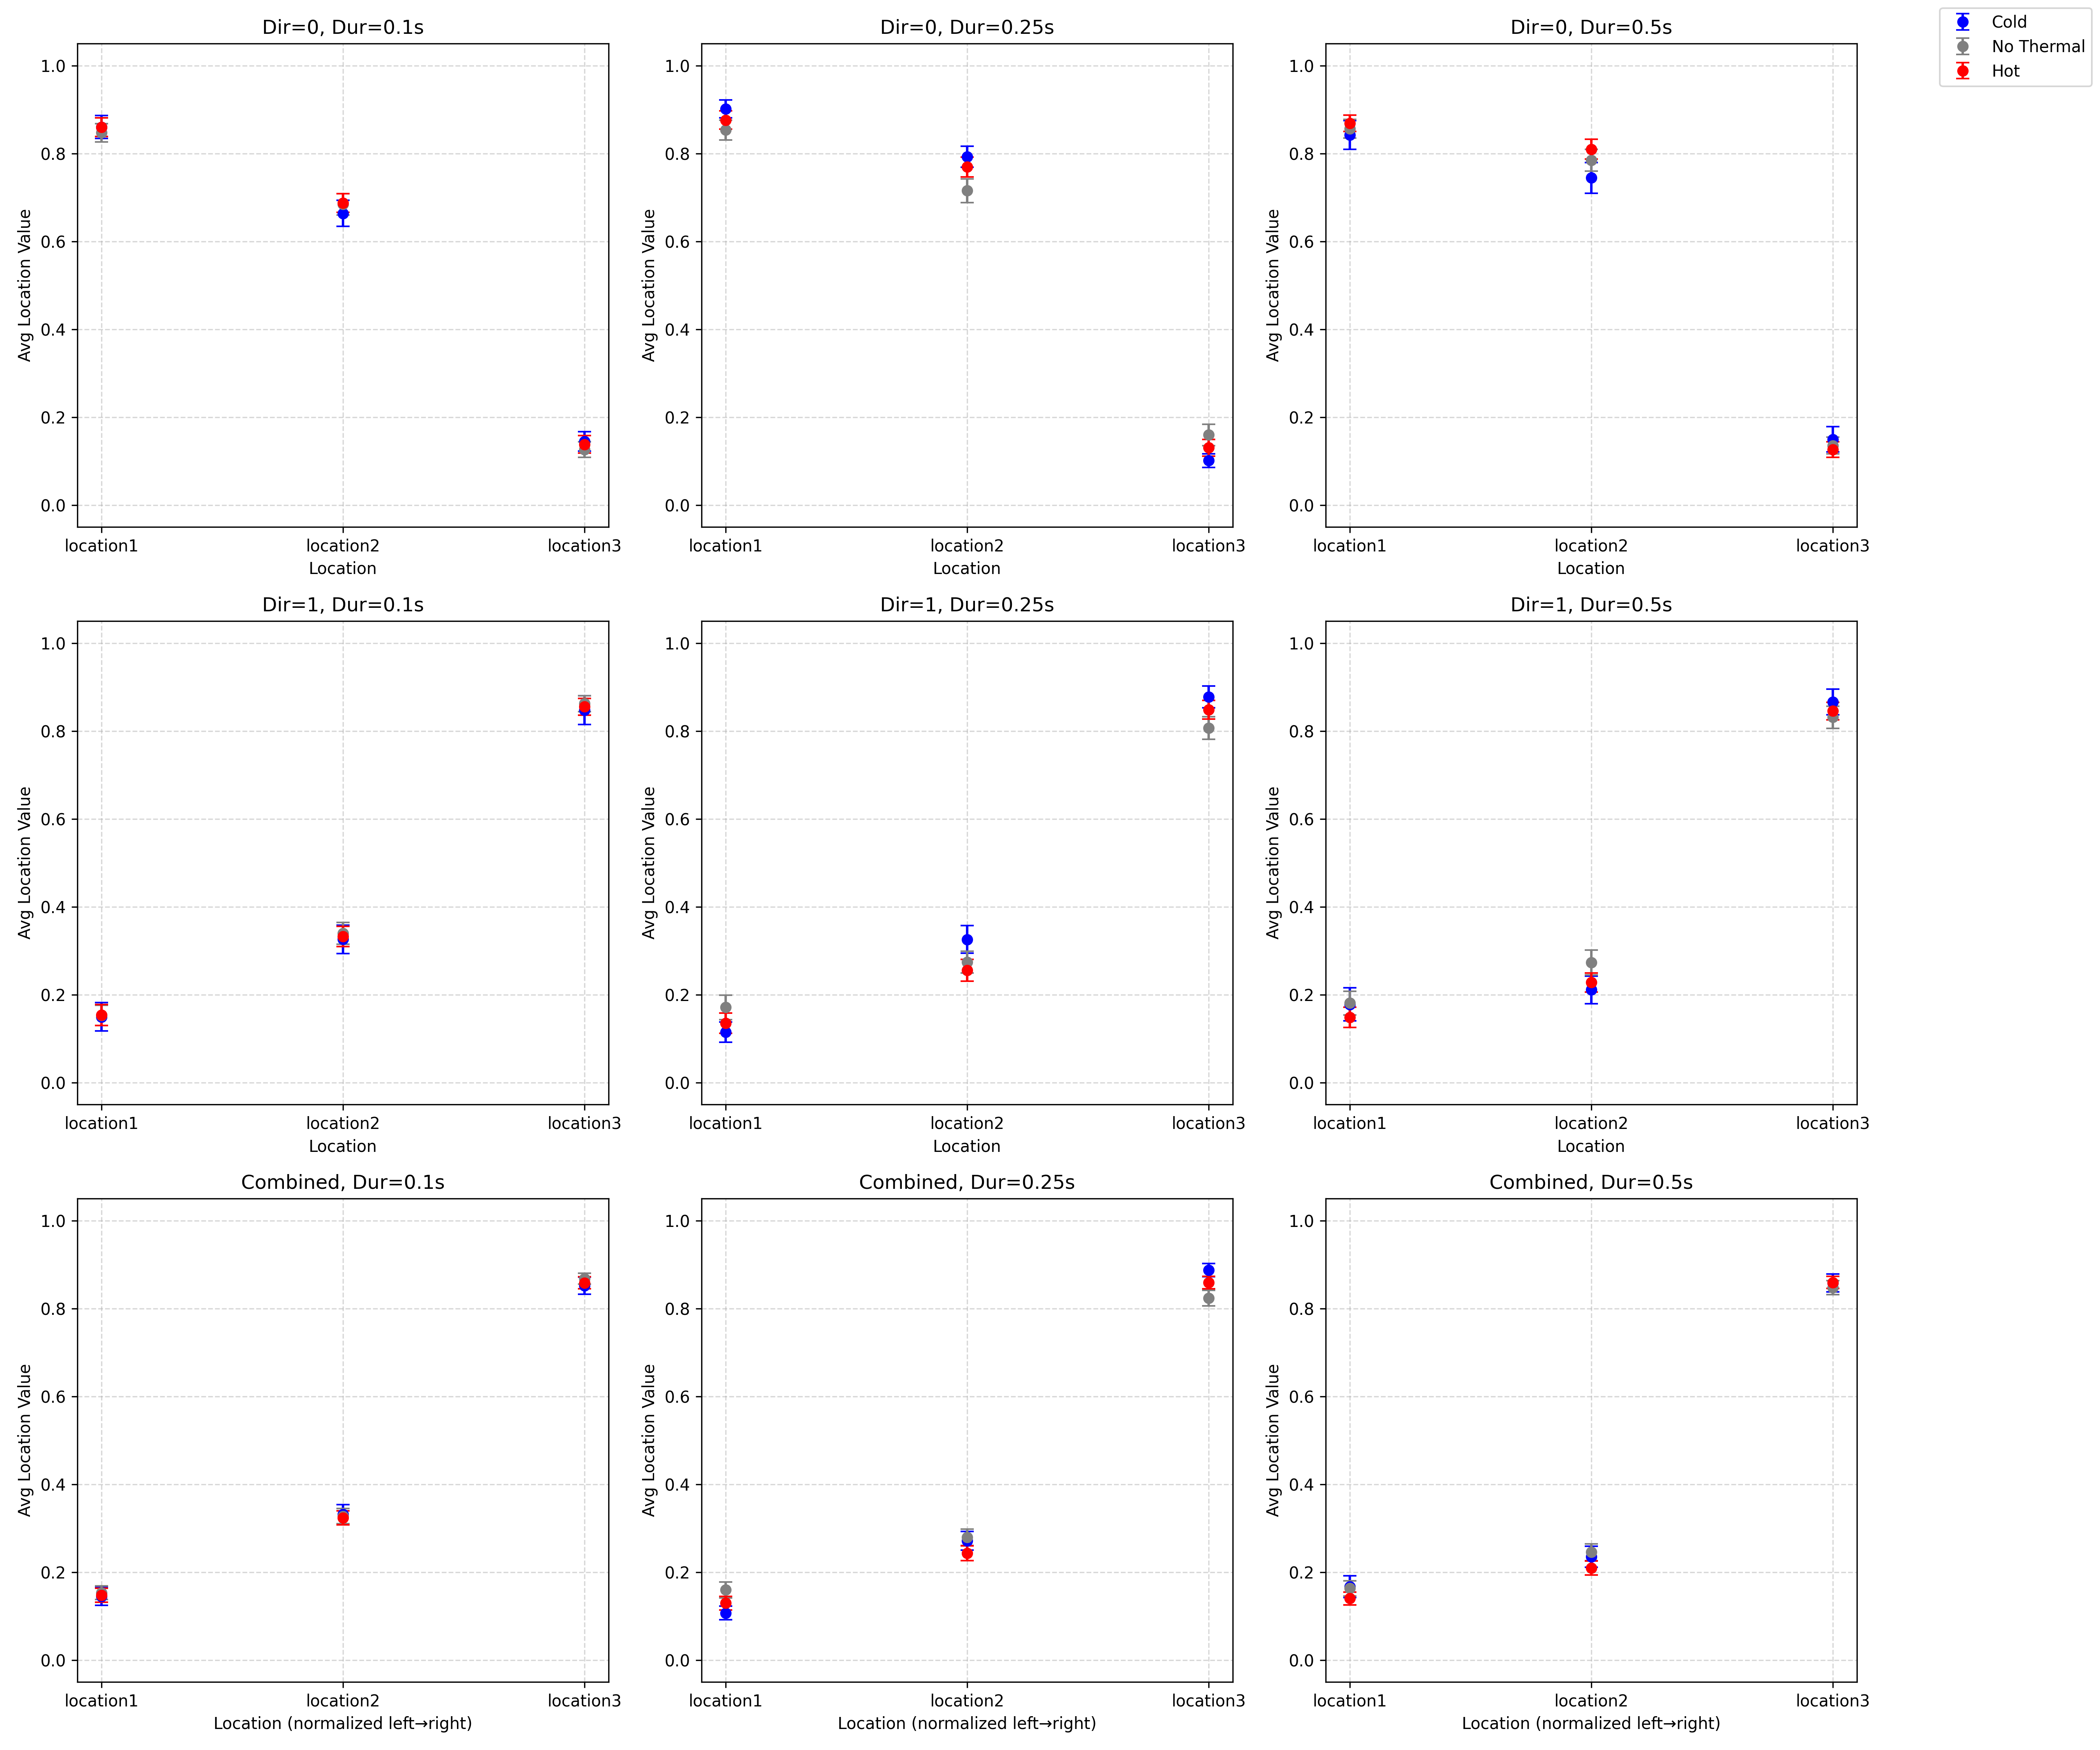 Dir=0, Dur=0.1s
1.0
0.8
0.6
0.4
0.2
0.0
Avg Location Value
location1 location2 location3
Location
Dir=0, Dur=0.25s
1.0
0.8
0.6
0.4
0.2
0.0
Avg Location Value
location1 location2 location3
Location
Dir=0, Dur=0.5s
1.0
0.8
0.6
0.4
0.2
0.0
Avg Location Value
location1 location2 location3
Location
Cold
No Thermal
Hot
Dir=1, Dur=0.1s
1.0
0.8
0.6
0.4
0.2
0.0
Avg Location Value
location1 location2 location3
Location
Dir=1, Dur=0.25s
1.0
0.8
0.6
0.4
0.2
0.0
Avg Location Value
location1 location2 location3
Location
Dir=1, Dur=0.5s
1.0
0.8
0.6
0.4
0.2
0.0
Avg Location Value
location1 location2 location3
Location
Combined, Dur=0.1s
1.0
0.8
0.6
0.4
0.2
0.0
Avg Location Value
location1 location2 location3
Location (normalized left→right)
Combined, Dur=0.25s
1.0
0.8
0.6
0.4
0.2
0.0
Avg Location Value
location1 location2 location3
Location (normalized left→right)
Combined, Dur=0.5s
1.0
0.8
0.6
0.4
0.2
0.0
Avg Location Value
location1 location2 location3
Location (normalized left→right)